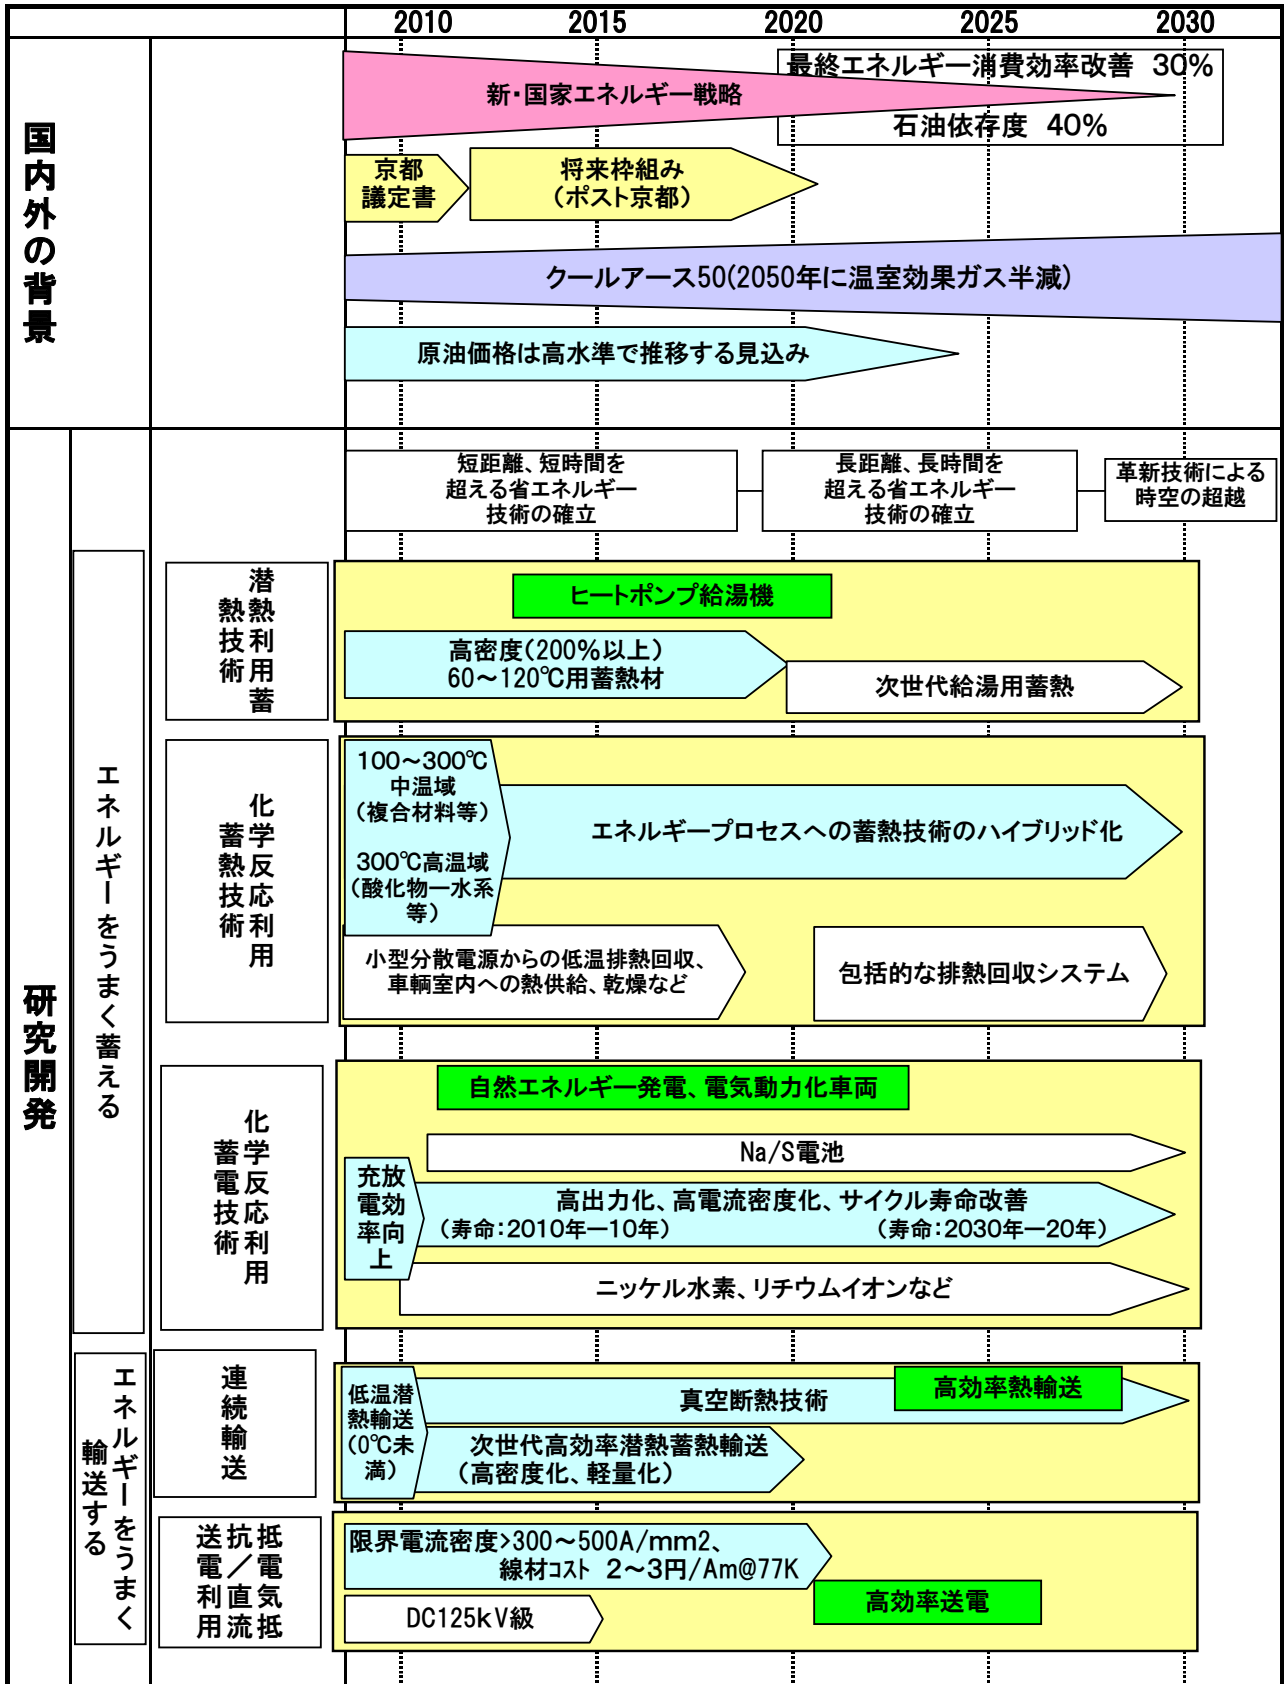 2010 2015 2020 2025 2030
国内外の背景
最終エネルギー消費効率改善 30%
新・国家エネルギー戦略
石油依存度 40%
京都
議定書
将来枠組み
（ポスト京都）
クールアース50(2050年に温室効果ガス半減)
原油価格は高水準で推移する見込み
研究開発
短距離、短時間を
超える省エネルギー
技術の確立
長距離、長時間を
超える省エネルギー
技術の確立
革新技術による
時空の超越
エネルギーをうまく蓄える
潜熱利用蓄
熱技術
ヒートポンプ給湯機
高密度(200%以上)
60～120℃用蓄熱材
次世代給湯用蓄熱
化学反応利用
蓄熱技術
100～300℃
中温域
（複合材料等）
300℃高温域
（酸化物ー水系
等）
エネルギープロセスへの蓄熱技術のハイブリッド化
小型分散電源からの低温排熱回収、
車輌室内への熱供給、乾燥など
包括的な排熱回収システム
化学反応利用
蓄電技術
自然エネルギー発電、電気動力化車両
Na/S電池
充放
電効
率向
上
高出力化、高電流密度化、サイクル寿命改善
（寿命：2010年ー10年） （寿命：2030年ー20年）
ニッケル水素、リチウムイオンなど
エネルギーをうまく
輸送する
連続輸送
低温潜
熱輸送
（0℃未
満）
真空断熱技術
高効率熱輸送
次世代高効率潜熱蓄熱輸送
（高密度化、軽量化）
抵電気抵
抗／直流
送電利用
限界電流密度>300～500A/mm2、
線材コスト 2～3円/Am@77K
高効率送電
DC125kV級